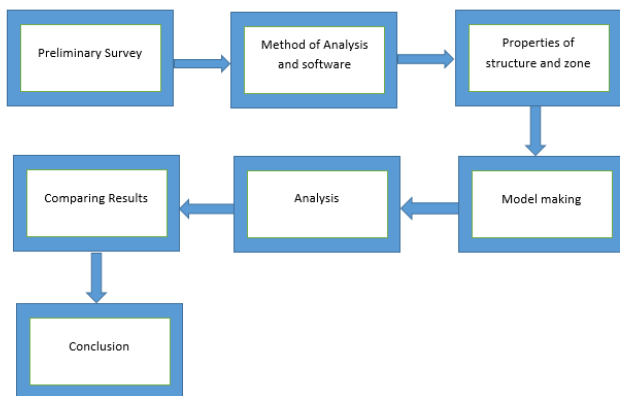 Preliminary Survey
Method of Analysis
and software
Properties of
structure and zone
Model making
Analysis
Comparing Results
Conclusion